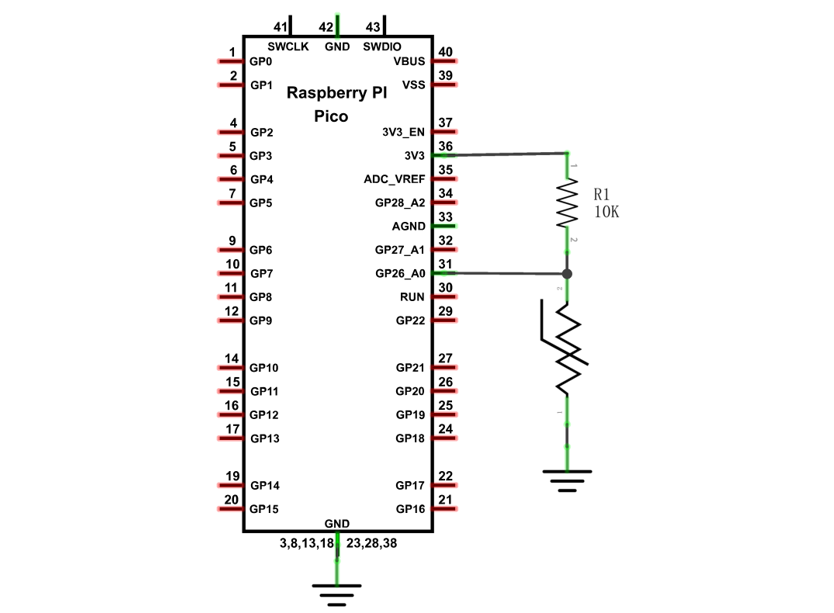 41 42 43
SWCLK GND SWDIO
1 GP0 VBUS 40
2 GP1 VSS 39
Raspberry PI
Pico
4 GP2 3V3_EN 37
5 GP3 3V3 36
6 GP4 ADC_VREF 35
7 GP5 GP28_A2 34
AGND 33
9 GP6 GP27_A1 32
10 GP7 GP26_A0 31
11 GP8 RUN 30
12 GP9 GP22 29
14 GP10 GP21 27
15 GP11 GP20 26
16 GP12 GP19 25
17 GP13 GP18 24
19 GP14 GP17 22
20 GP15 GP16 21
GND
3,8,13,18 23,28,38
1
R1
10K
2
2
1